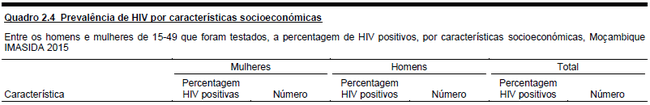 Quadro 2.4 Prevalência de HIV por características socioeconómicas
Entre os homens e mulheres de 15-49 que foram testados, a percentagem de HIV positivos, por características socioeconómicas, Moçambique
IMASIDA 2015
Mulheres Homens Total
Percentagem Percentagem Percentagem
Característica HIV positivas Número HIV positivos Número HIV positivos Número